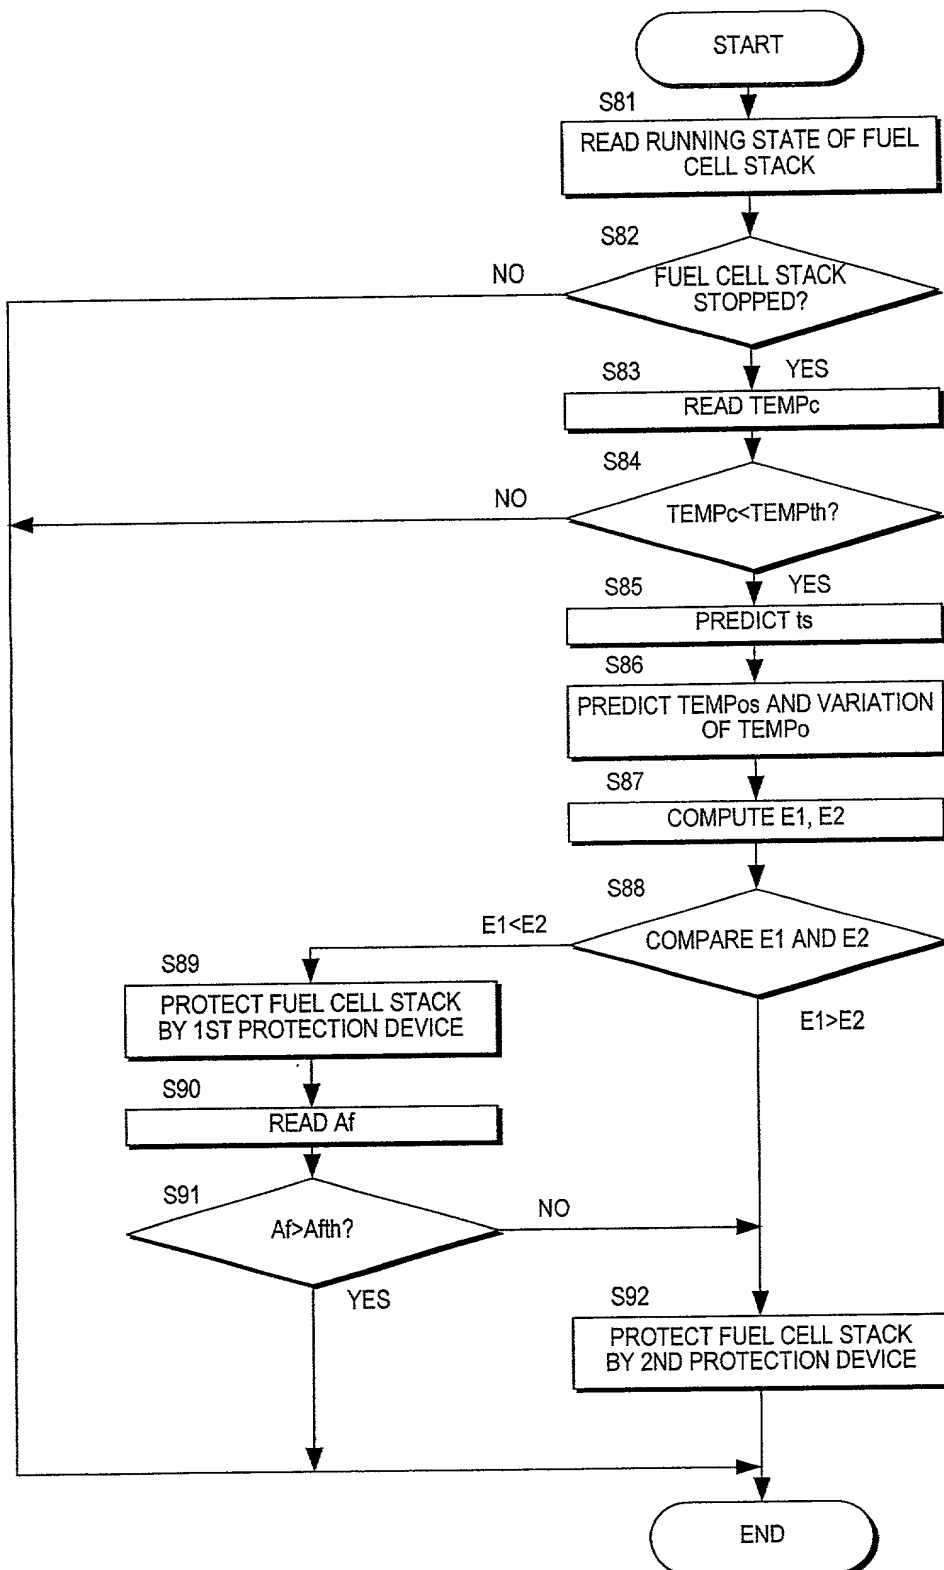 START
S81
READ RUNNING STATE OF FUEL
CELL STACK
S82
NO
FUEL CELL STACK
STOPPED?
YES
S83
READ TEMPc
S84
NO
TEMPc<TEMPth?
YES
S85
PREDICT ts
S86
PREDICT TEMPos AND VARIATION
OF TEMPo
S87
COMPUTE E1, E2
S88
E1<E2
COMPARE E1 AND E2
S89
PROTECT FUEL CELL STACK
BY 1ST PROTECTION DEVICE
E1>E2
S90
READ Af
S91
NO
Af>Afth?
YES
S92
PROTECT FUEL CELL STACK
BY 2ND PROTECTION DEVICE
END